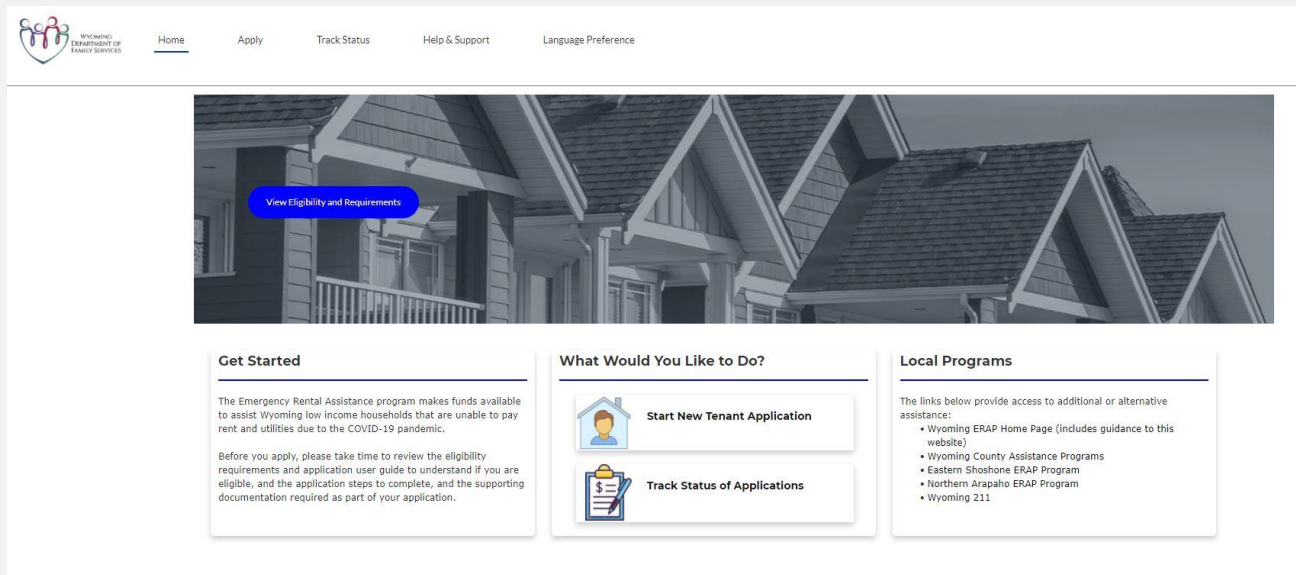 WYOMING
DEPARTMENT OF
FAMILY SERVICES
Home
Apply
Track Status
Help & Support
Language Preference
View Eligibility and Requirements
Get Started
The Emergency Rental Assistance program makes funds available
to assist Wyoming low income households that are unable to pay
rent and utilities due to the COVID-19 pandemic.
Before you apply, please take time to review the eligibility
requirements and application user guide to understand if you are
eligible, and the application steps to complete, and the supporting
documentation required as part of your application.
What Would You Like to Do?
Start New Tenant Application
$=
Track Status of Applications
Local Programs
The links below provide access to additional or alternative
assistance:
• Wyoming ERAP Home Page (includes guidance to this
website)
• Wyoming County Assistance Programs
• Eastern Shoshone ERAP Program
• Northern Arapaho ERAP Program
• Wyoming 211